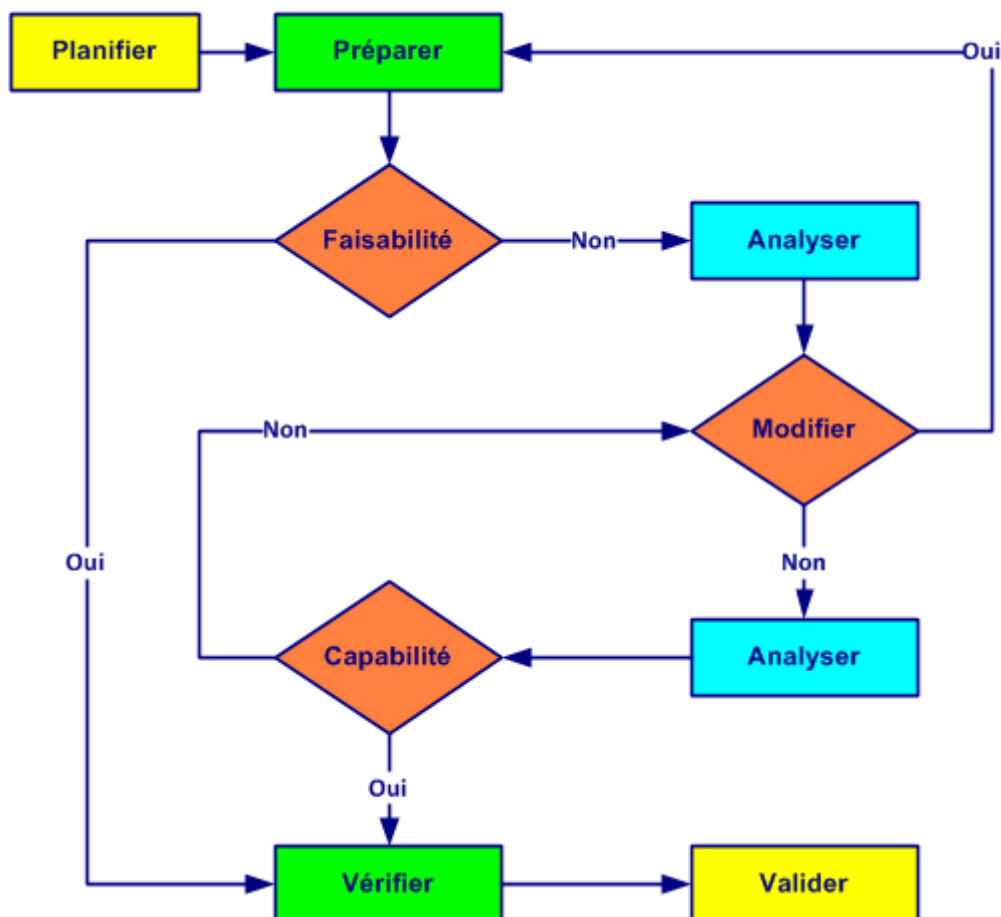 Planifier
Préparer
Oui
Faisabilité
Non
Analyser
Non
Modifier
Oui
Non
Capabilité
Analyser
Oui
Vérifier
Valider